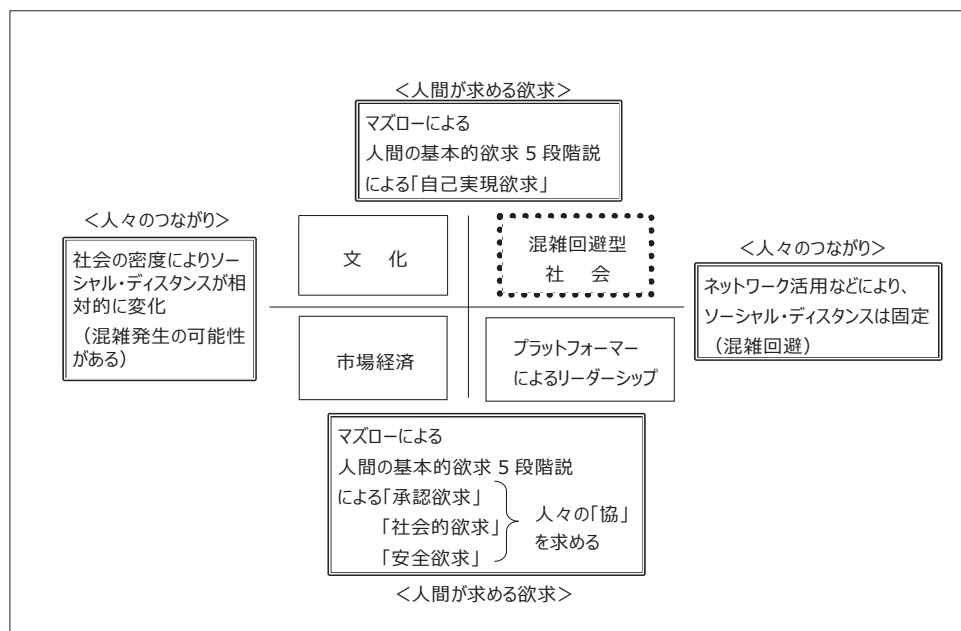 ＜人間が求める欲求＞
マズローによる
人間の基本的欲求 5 段階説
による「自己実現欲求」
＜人々のつながり＞
社会の密度によりソー
シャル・ディスタンスが相
対的に変化
（混雑発生の可能性
がある）
文　化
混雑回避型
社　会
＜人々のつながり＞
ネットワーク活用などにより、
ソーシャル・ディスタンスは固定
（混雑回避）
市場経済
プラットフォーマー
によるリーダーシップ
マズローによる
人間の基本的欲求 5 段階説
による「承認欲求」
「社会的欲求」
「安全欲求」
人々の「協」
を求める
＜人間が求める欲求＞